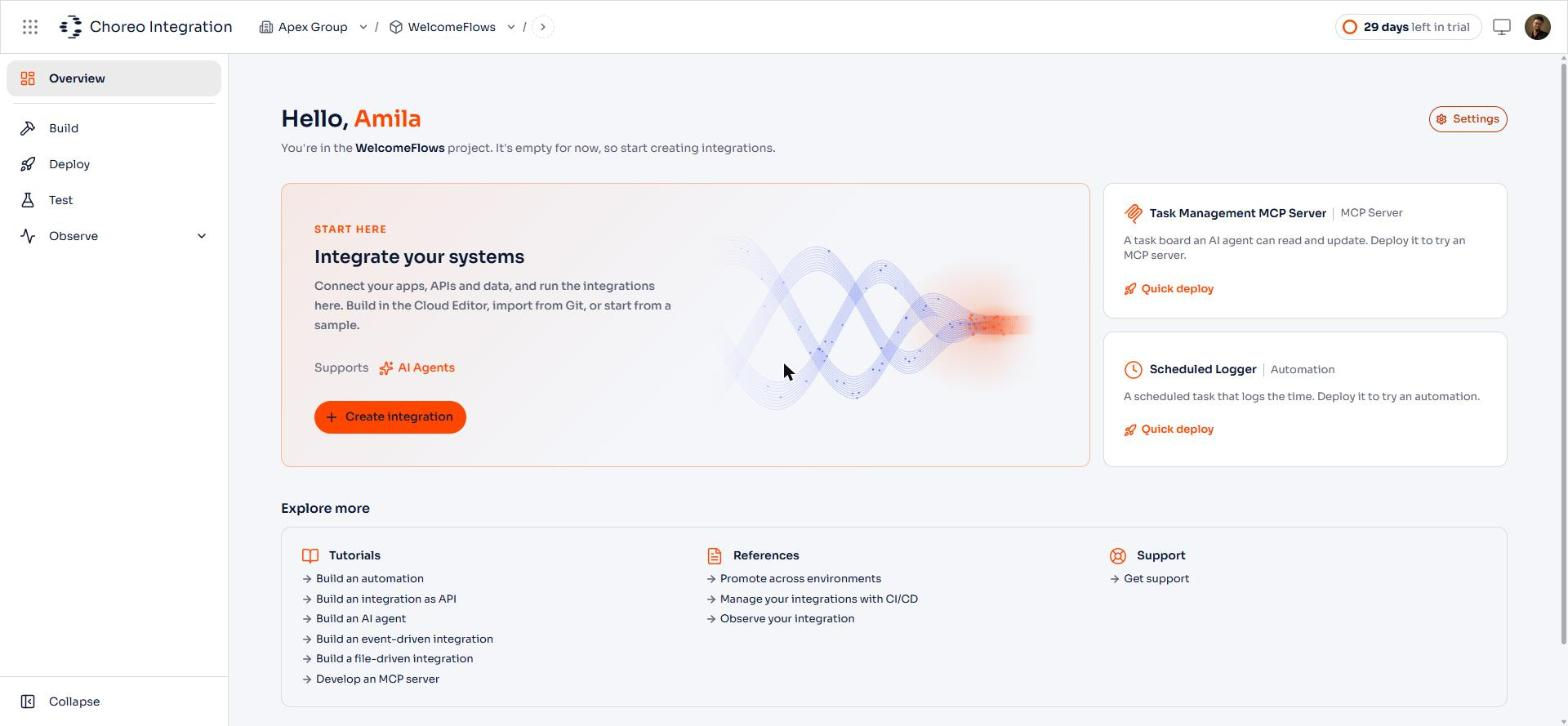 Choreo Integration
Apex Group / WelcomeFlows /
29 days left in trial
Overview
Build
Deploy
Test
Observe
Collapse
Hello, Amila
You're in the WelcomeFlows project. It's empty for now, so start creating integrations.
Settings
START HERE
Integrate your systems
Connect your apps, APIs and data, and run the integrations
here. Build in the Cloud Editor, import from Git, or start from a
sample.
Supports AI Agents
+ Create integration
Task Management MCP Server | MCP Server
A task board an AI agent can read and update. Deploy it to try an
MCP server.
Quick deploy
Scheduled Logger | Automation
A scheduled task that logs the time. Deploy it to try an automation.
Quick deploy
Explore more
Tutorials
→ Build an automation
→ Build an integration as API
→ Build an AI agent
→ Build an event-driven integration
→ Build a file-driven integration
→ Develop an MCP server
References
→ Promote across environments
→ Manage your integrations with CI/CD
→ Observe your integration
Support
→ Get support